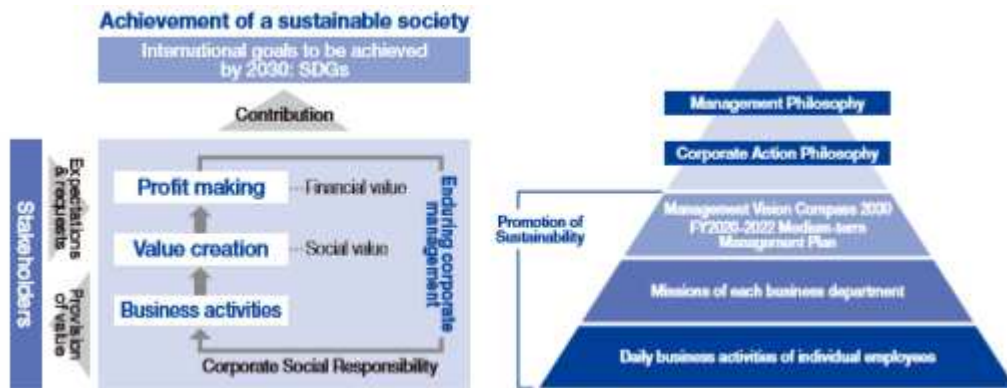 Achievement of a sustainable society
International goals to be achieved
by 2030: SDGs
Contribution
Stakeholders
Expectations
& requests
Provision
of value
Profit making
Financial value
Value creation
Social value
Business activities
Enduring corporate
management
Corporate Social Responsibility
Management Philosophy
Corporate Action Philosophy
Promotion of
Sustainability
Management Vision Compass 2030
FY2020-2022 Medium-term
Management Plan
Missions of each business department
Daily business activities of individual employees